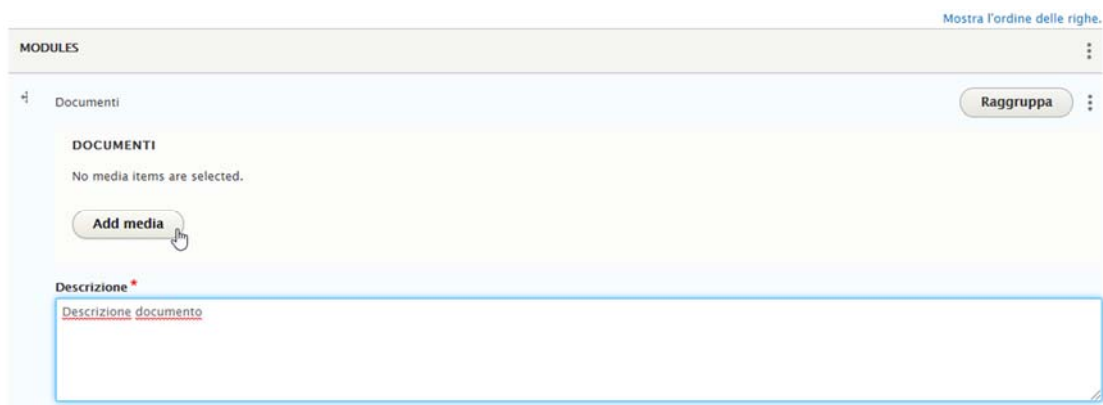 Mostra l'ordine delle righe.
MODULES
Documenti
Raggruppa
DOCUMENTI
No media items are selected.
Add media
Descrizione *
Descrizione documento